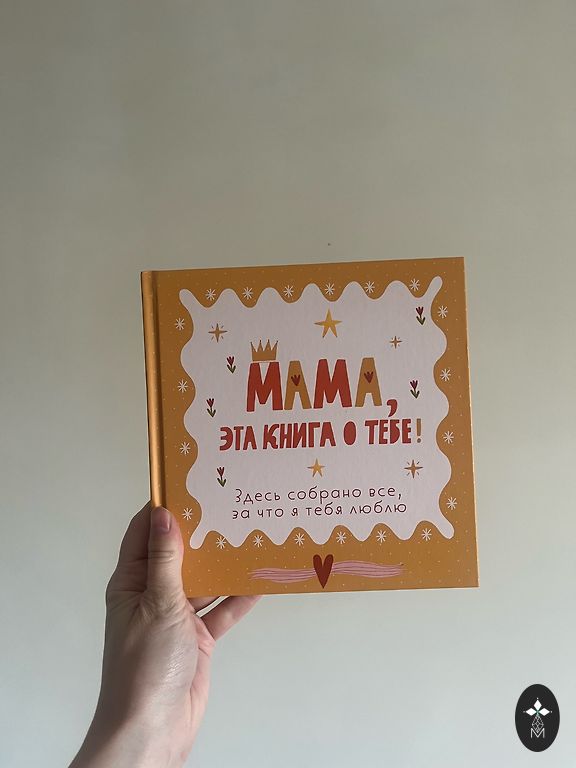 МАМА,
ЭТА КНИГА О ТЕБЕ!
Здесь собрано все,
за что я тебя люблю
M